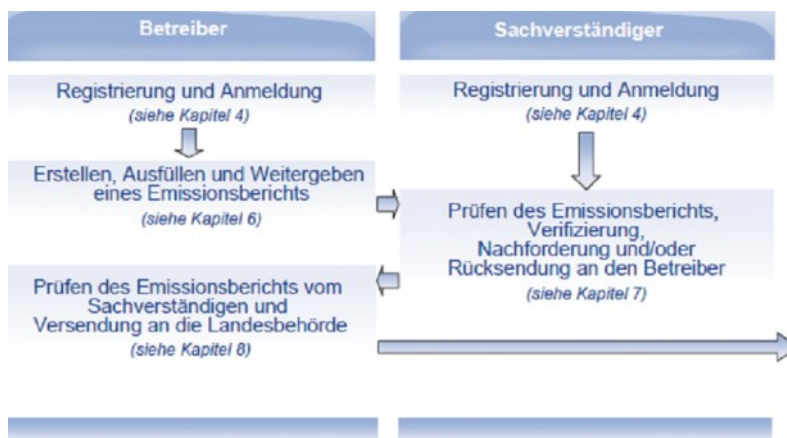 Betreiber
Registrierung und Anmeldung
(siehe Kapitel 4)
Erstellen, Ausfüllen und Weitergeben
eines Emissionsberichts
(siehe Kapitel 6)
Prüfen des Emissionsberichts vom
Sachverständigen und
Versendung an die Landesbehörde
(siehe Kapitel 8)
Sachverständiger
Registrierung und Anmeldung
(siehe Kapitel 4)
Prüfen des Emissionsberichts,
Verifizierung,
Nachforderung und/oder
Rücksendung an den Betreiber
(siehe Kapitel 7)